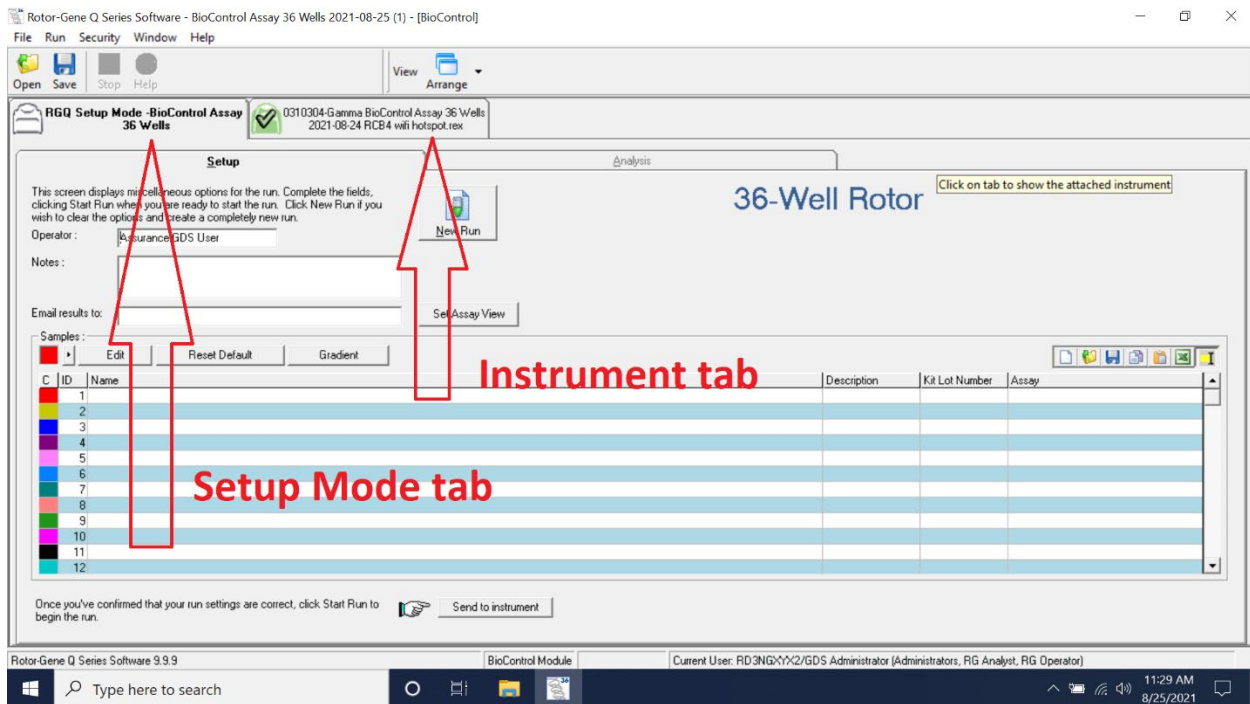 Rotor-Gene Q Series Software - BioControl Assay 36 Wells 2021-08-25 (1) - [BioControl]
File Run Security Window Help
Open Save Stop Help View Arrange
RGQ Setup Mode -BioControl Assay
36 Wells
0310304-Gamma BioControl Assay 36 Wells
2021-08-24 RCB4 wifi hotspot.rex
Setup
Analysis
This screen displays miscellaneous options for the run. Complete the fields,
clicking Start Run when you are ready to start the run. Click New Run if you
wish to clear the options and create a completely new run.
Operator :
Assurance GDS User
Notes :
Email results to:
New Run
Set Assay View
36-Well Rotor
Click on tab to show the attached instrument
Samples :
Edit Reset Default Gradient
C ID Name Description Kit Lot Number Assay
1
2
3
4
5
6
7
8
9
10
11
12
Instrument tab
Setup Mode tab
Once you've confirmed that your run settings are correct, click Start Run to
begin the run.
Send to instrument
Rotor-Gene Q Series Software 9.9.9 BioControl Module Current User: RD3NGXYX2/GDS Administrator (Administrators, RG Analyst, RG Operator)
Type here to search
11:29 AM
8/25/2021